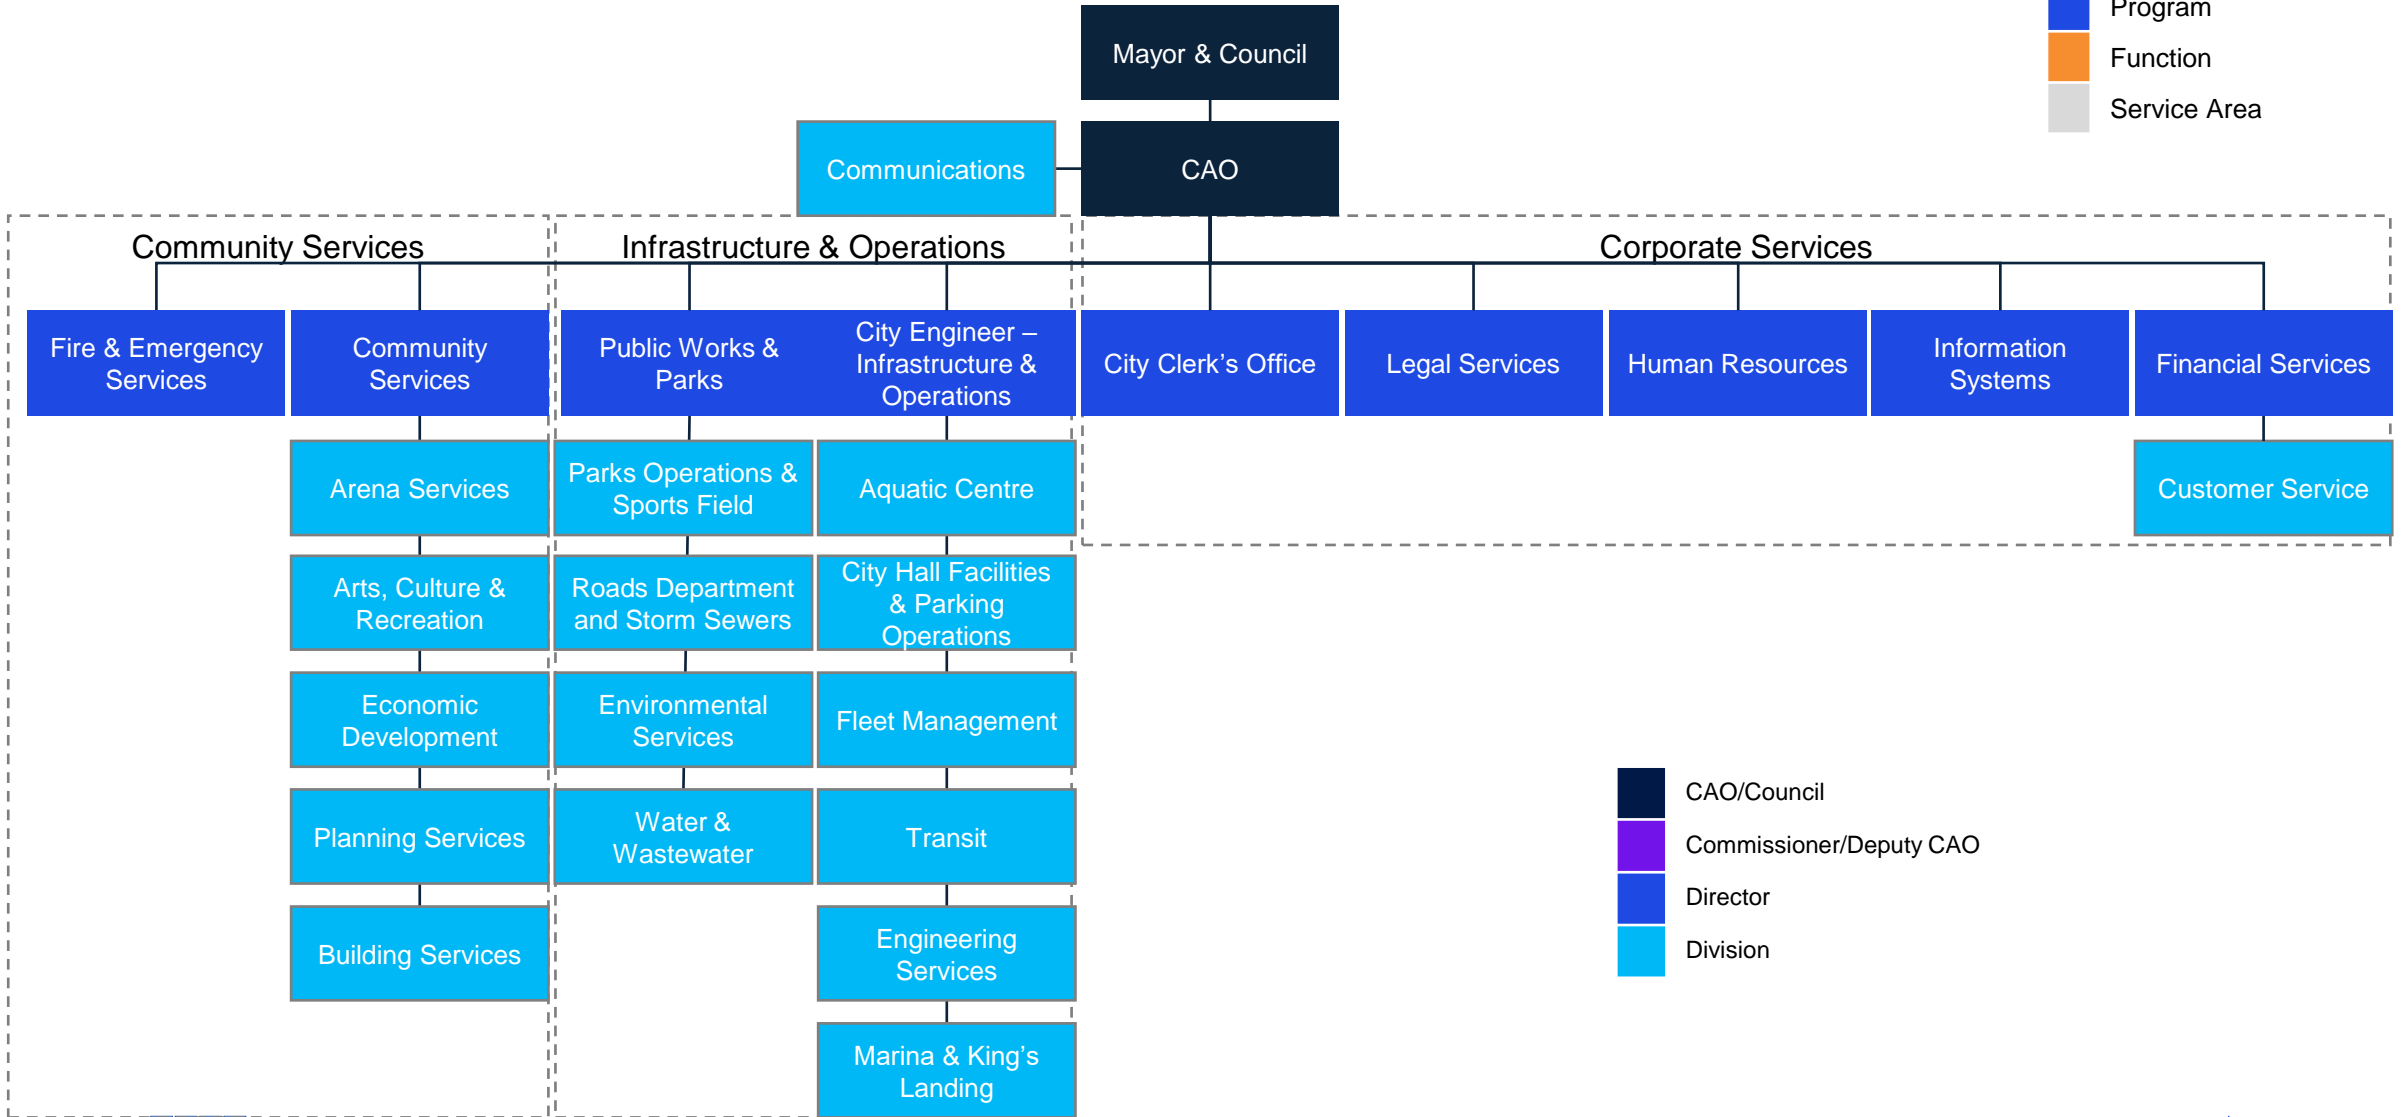 Program
Function
Service Area
Mayor & Council
Communications
CAO
Community Services
Infrastructure & Operations
Corporate Services
Fire & Emergency
Services
Community
Services
Public Works &
Parks
City Engineer –
Infrastructure &
Operations
City Clerk’s Office
Legal Services
Human Resources
Information
Systems
Financial Services
Arena Services
Parks Operations &
Sports Field
Aquatic Centre
Customer Service
Arts, Culture &
Recreation
Roads Department
and Storm Sewers
City Hall Facilities
& Parking
Operations
Economic
Development
Environmental
Services
Fleet Management
Planning Services
Water &
Wastewater
Transit
Building Services
Engineering
Services
Marina & King’s
Landing
CAO/Council
Commissioner/Deputy CAO
Director
Division